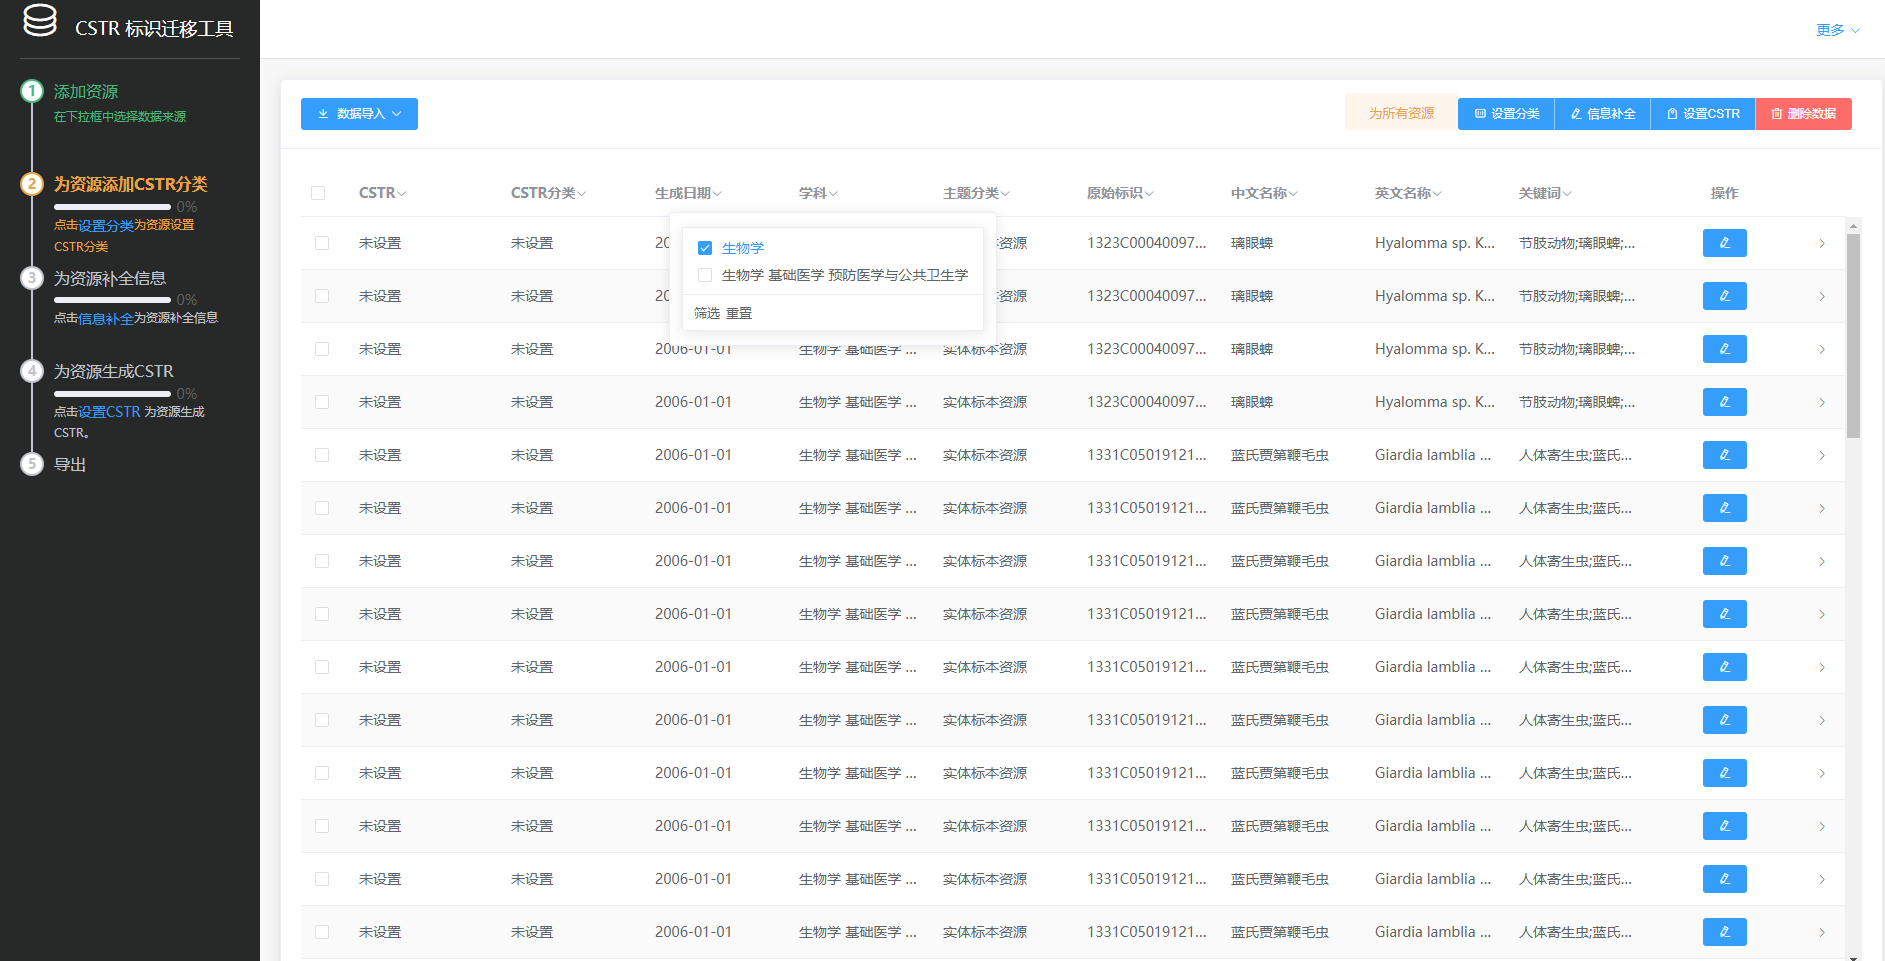 CSTR 标识迁移工具
更多
1 添加资源
在下拉框中选择数据来源
2 为资源添加CSTR分类
0%
点击设置分类为资源设置
CSTR分类
3 为资源补全信息
0%
点击信息补全为资源补全信息
4 为资源生成CSTR
0%
点击设置CSTR 为资源生成
CSTR。
5 导出
数据导入 为所有资源 设置分类 信息补全 设置CSTR 删除数据
CSTR CSTR分类 生成日期 学科 主题分类 原始标识 中文名称 英文名称 关键词 操作
生物学
生物学 基础医学 预防医学与公共卫生学
筛选 重置
未设置 未设置 20 体资源 1323C00040097... 璃眼蜱 Hyalomma sp. K... 节肢动物;璃眼蜱;...
未设置 未设置 20 资源 1323C00040097... 璃眼蜱 Hyalomma sp. K... 节肢动物;璃眼蜱;...
未设置 未设置 2006-01-01 生物学 基础医学 ... 实体标本资源 1323C00040097... 璃眼蜱 Hyalomma sp. K... 节肢动物;璃眼蜱;...
未设置 未设置 2006-01-01 生物学 基础医学 ... 实体标本资源 1323C00040097... 璃眼蜱 Hyalomma sp. K... 节肢动物;璃眼蜱;...
未设置 未设置 2006-01-01 生物学 基础医学 ... 实体标本资源 1331C05019121... 蓝氏贾第鞭毛虫 Giardia lamblia ... 人体寄生虫;蓝氏...
未设置 未设置 2006-01-01 生物学 基础医学 ... 实体标本资源 1331C05019121... 蓝氏贾第鞭毛虫 Giardia lamblia ... 人体寄生虫;蓝氏...
未设置 未设置 2006-01-01 生物学 基础医学 ... 实体标本资源 1331C05019121... 蓝氏贾第鞭毛虫 Giardia lamblia ... 人体寄生虫;蓝氏...
未设置 未设置 2006-01-01 生物学 基础医学 ... 实体标本资源 1331C05019121... 蓝氏贾第鞭毛虫 Giardia lamblia ... 人体寄生虫;蓝氏...
未设置 未设置 2006-01-01 生物学 基础医学 ... 实体标本资源 1331C05019121... 蓝氏贾第鞭毛虫 Giardia lamblia ... 人体寄生虫;蓝氏...
未设置 未设置 2006-01-01 生物学 基础医学 ... 实体标本资源 1331C05019121... 蓝氏贾第鞭毛虫 Giardia lamblia ... 人体寄生虫;蓝氏...
未设置 未设置 2006-01-01 生物学 基础医学 ... 实体标本资源 1331C05019121... 蓝氏贾第鞭毛虫 Giardia lamblia ... 人体寄生虫;蓝氏...
未设置 未设置 2006-01-01 生物学 基础医学 ... 实体标本资源 1331C05019121... 蓝氏贾第鞭毛虫 Giardia lamblia ... 人体寄生虫;蓝氏...
未设置 未设置 2006-01-01 生物学 基础医学 ... 实体标本资源 1331C05019121... 蓝氏贾第鞭毛虫 Giardia lamblia ... 人体寄生虫;蓝氏...
未设置 未设置 2006-01-01 生物学 基础医学 ... 实体标本资源 1331C05019121... 蓝氏贾第鞭毛虫 Giardia lamblia ... 人体寄生虫;蓝氏...